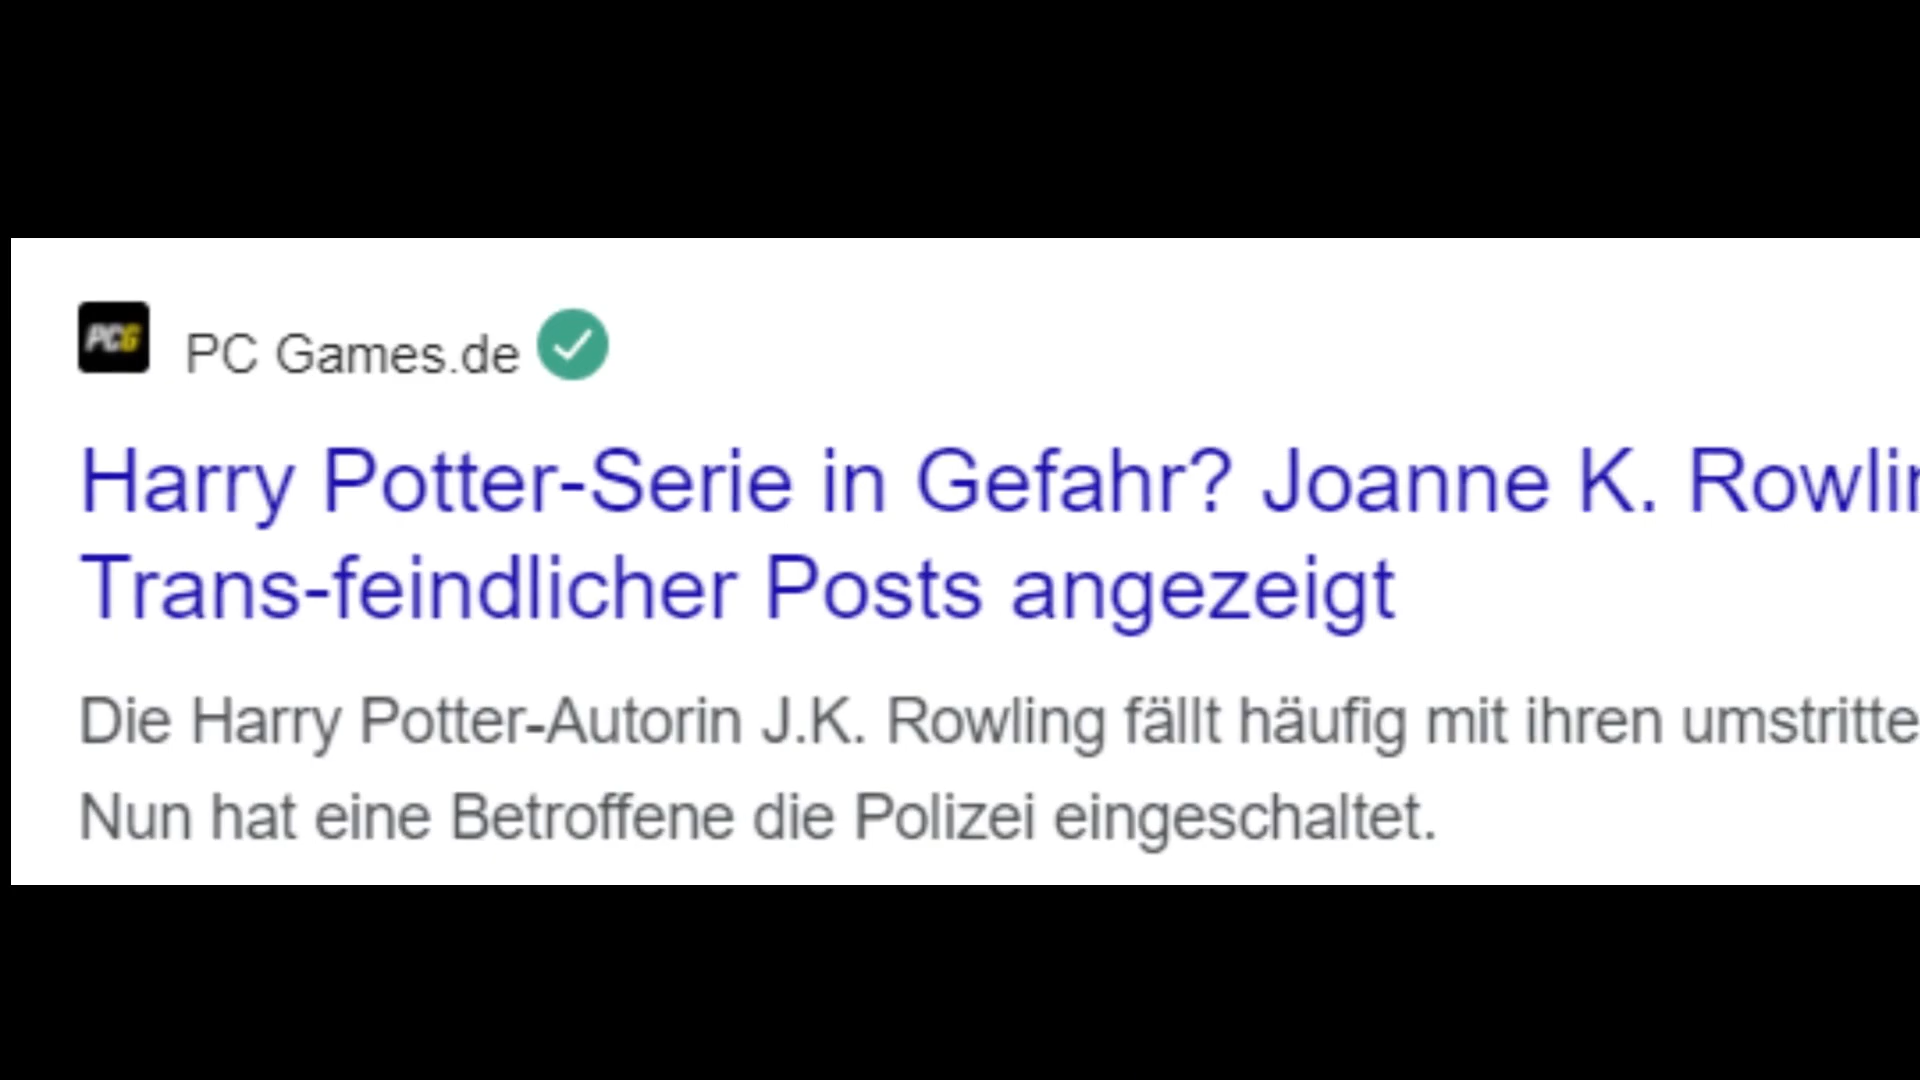 PCG PC Games.de
Harry Potter-Serie in Gefahr? Joanne K.
Trans-feindlicher Posts angezeigt
Die Harry Potter-Autorin J.K. Rowling fällt häufig mit ihren
Nun hat eine Betroffene die Polizei eingeschaltet.